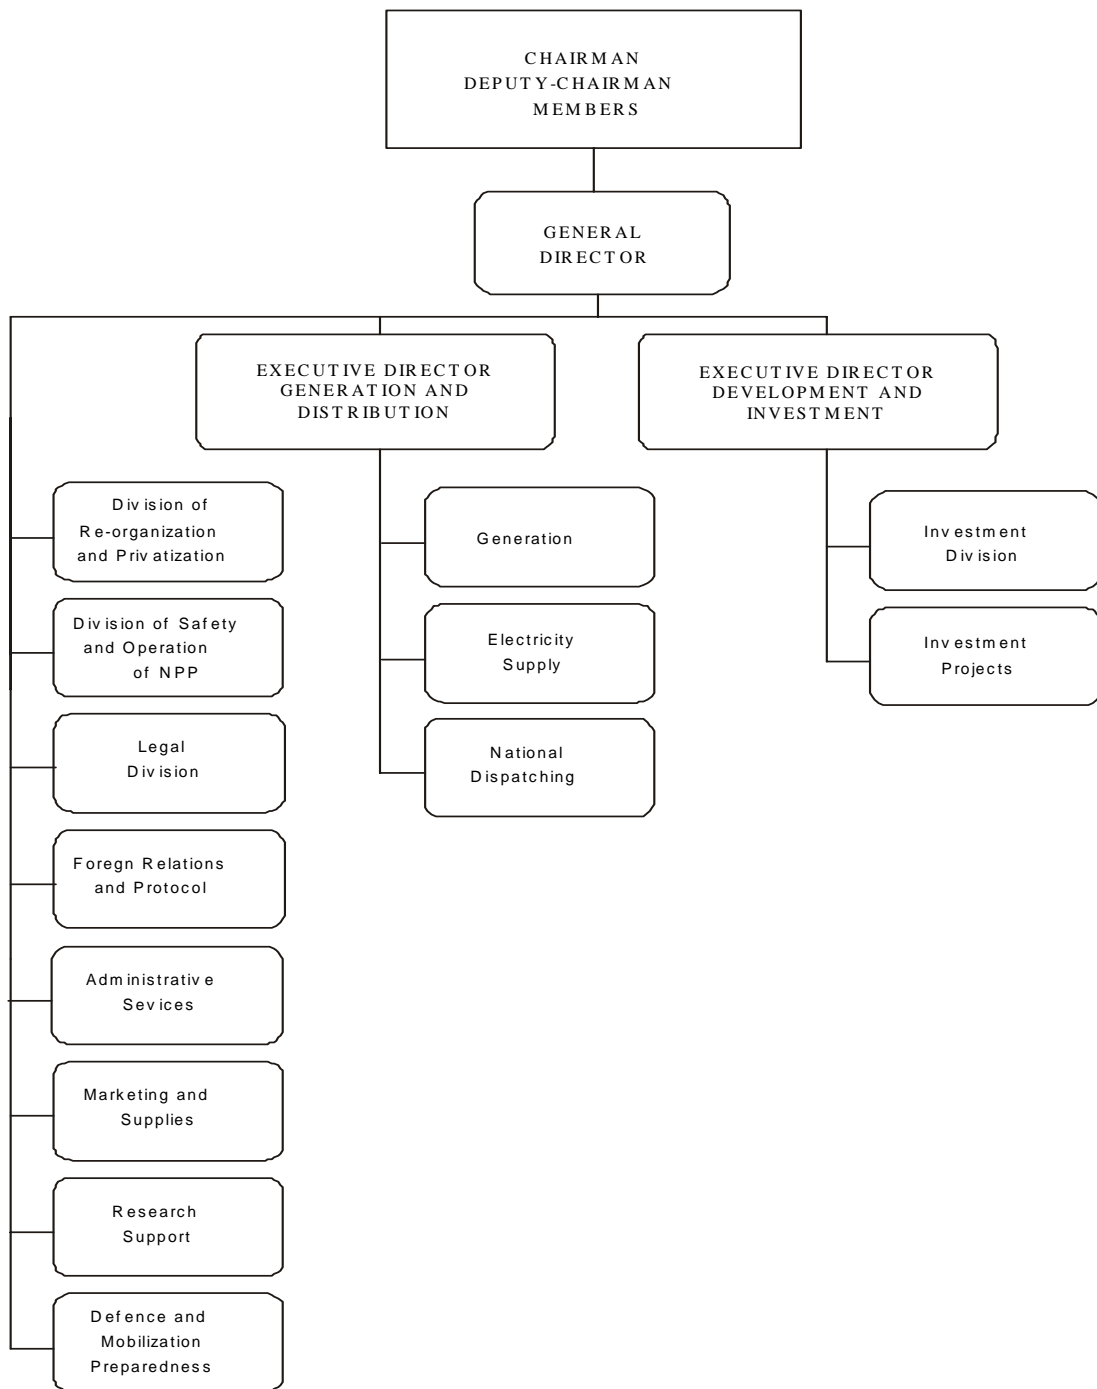 CHAIRMAN
DEPUTY-CHAIRMAN
MEMBERS
GENERAL
DIRECTOR
EXECUTIVE DIRECTOR
GENERATION AND
DISTRIBUTION
EXECUTIVE DIRECTOR
DEVELOPMENT AND
INVESTMENT
Division of
Re-organization
and Privatization
Division of Safety
and Operation
of NPP
Legal
Division
Foregn Relations
and Protocol
Administrative
Sevices
Marketing and
Supplies
Research
Support
Defence and
Mobilization
Preparedness
Generation
Electricity
Supply
National
Dispatching
Investment
Division
Investment
Projects